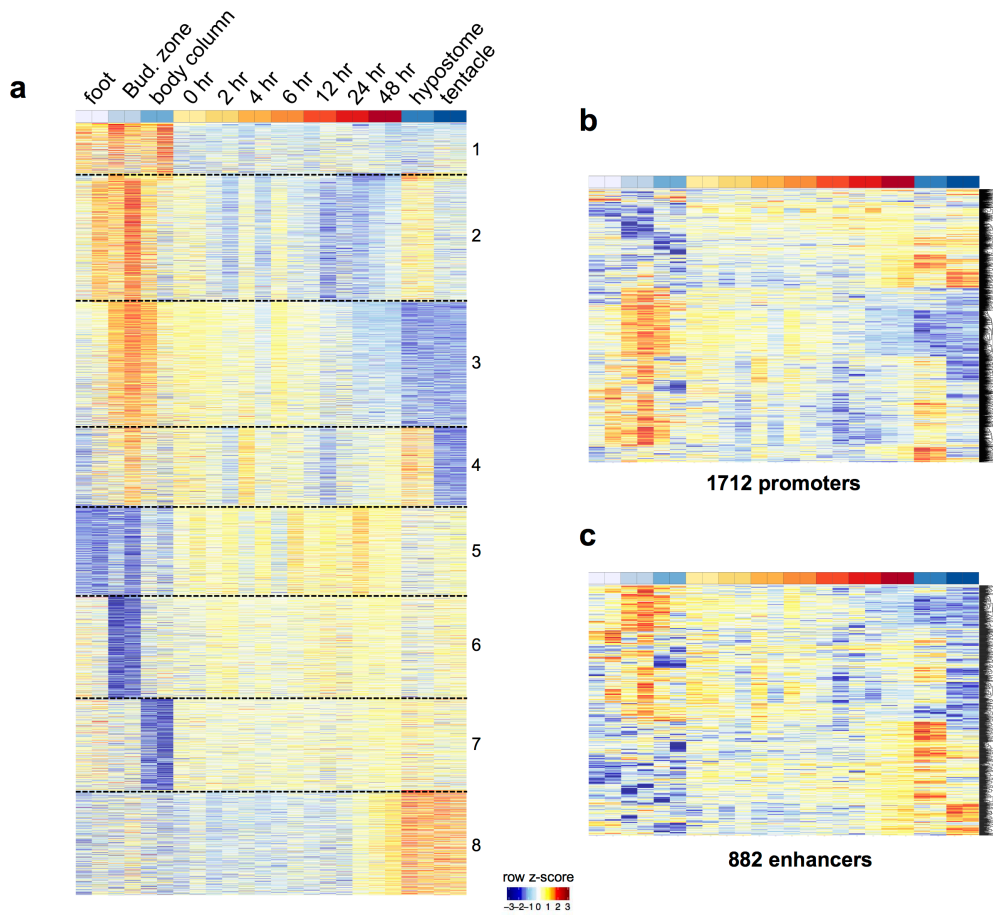 a
foot
Bud. zone
body column
0 hr
2 hr
4 hr
6 hr
12 hr
24 hr
48 hr
hypostome
tentacle
1
2
3
4
5
6
7
8
b
1712 promoters
c
882 enhancers
row z-score
−3−2−1 0 1 2 3